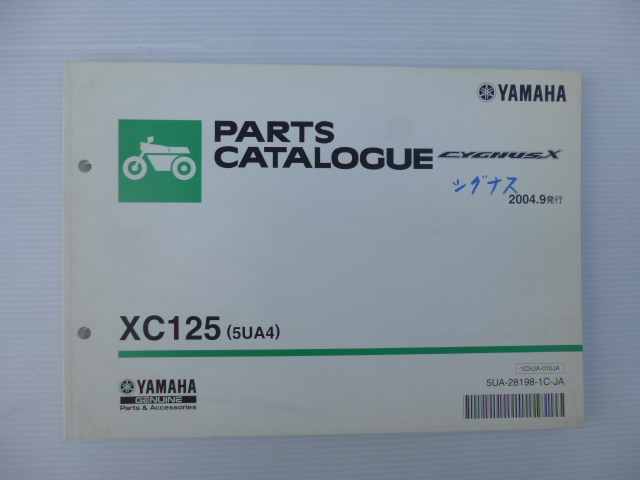 YAMAHA
PARTS
CATALOGUE
CYGNUS X
シグナス
2004.9発行
XC125 (5UA4)
1C5UA-010JA
YAMAHA
GENUINE
Parts & Accessories
5UA-28198-1C-JA